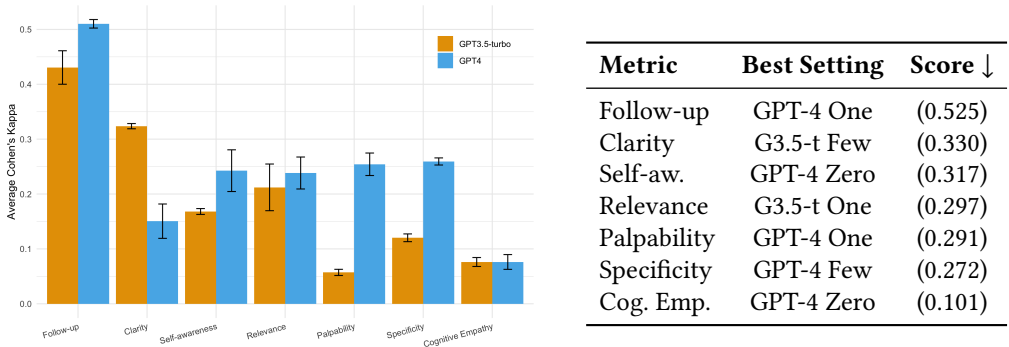 Average Cohen's Kappa
0.5
0.4
0.3
0.2
0.1
0.0
GPT3.5-turbo
GPT4
Follow-up
Clarity
Self-awareness
Relevance
Palpability
Specificity
Cognitive Empathy
Metric Best Setting Score ↓
Follow-up GPT-4 One (0.525)
Clarity G3.5-t Few (0.330)
Self-aw. GPT-4 Zero (0.317)
Relevance G3.5-t One (0.297)
Palpability GPT-4 One (0.291)
Specificity GPT-4 Few (0.272)
Cog. Emp. GPT-4 Zero (0.101)